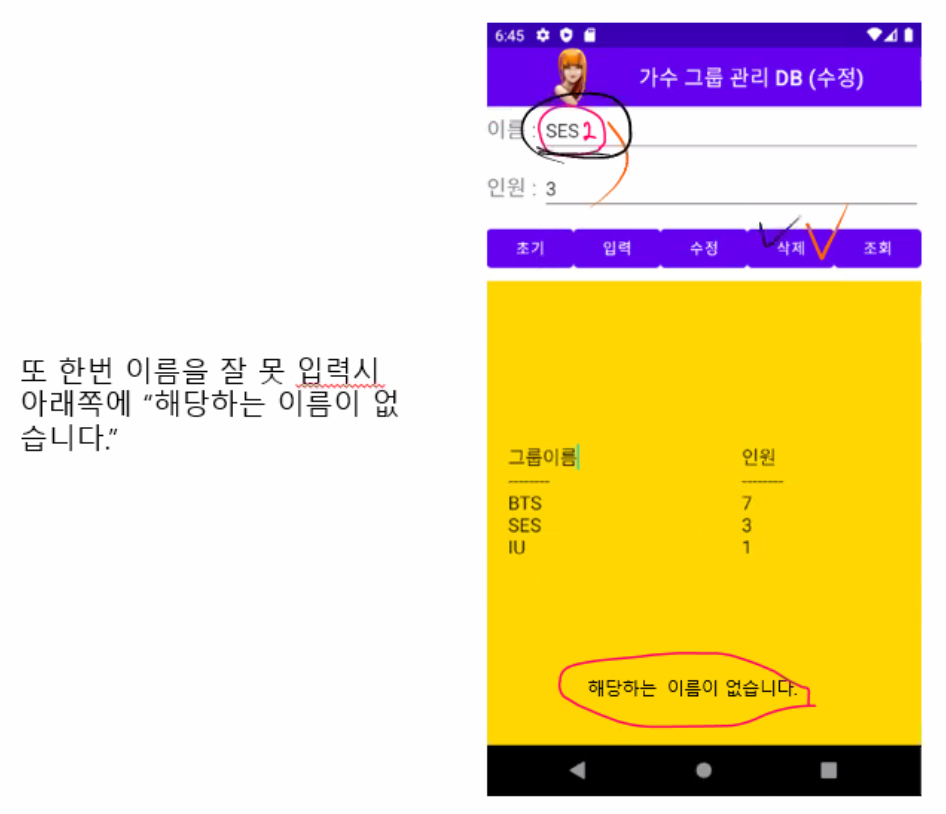 또 한번 이름을 잘 못 입력시
아래쪽에 “해당하는 이름이 없
습니다.”
6:45
가수 그룹 관리 DB (수정)
이름 : SES2
인원 : 3
초기 입력 수정 삭제 조회
그룹이름 인원
-------- --------
BTS 7
SES 3
IU 1
해당하는 이름이 없습니다.